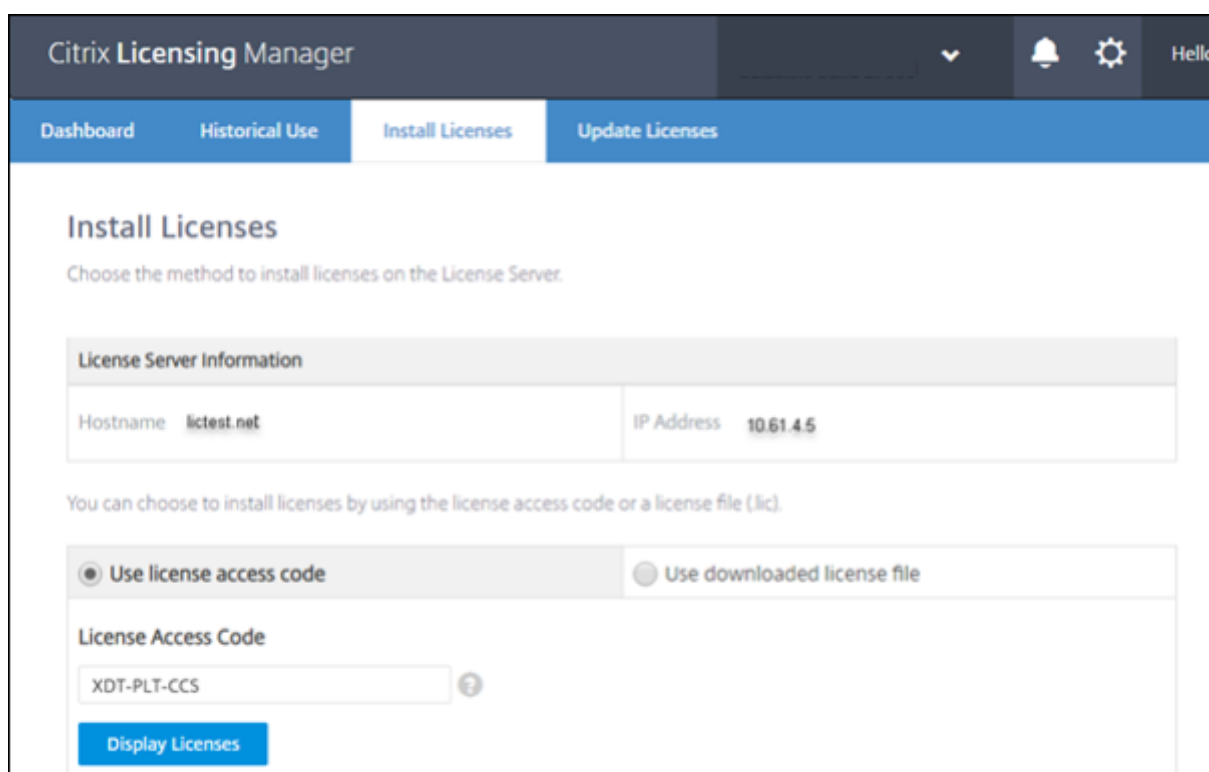 Citrix Licensing Manager
Hello
Dashboard Historical Use Install Licenses Update Licenses
Install Licenses
Choose the method to install licenses on the License Server.
License Server Information
Hostname lictest.net IP Address 10.61.4.5
You can choose to install licenses by using the license access code or a license file (.lic).
Use license access code Use downloaded license file
License Access Code
XDT-PLT-CCS
?
Display Licenses